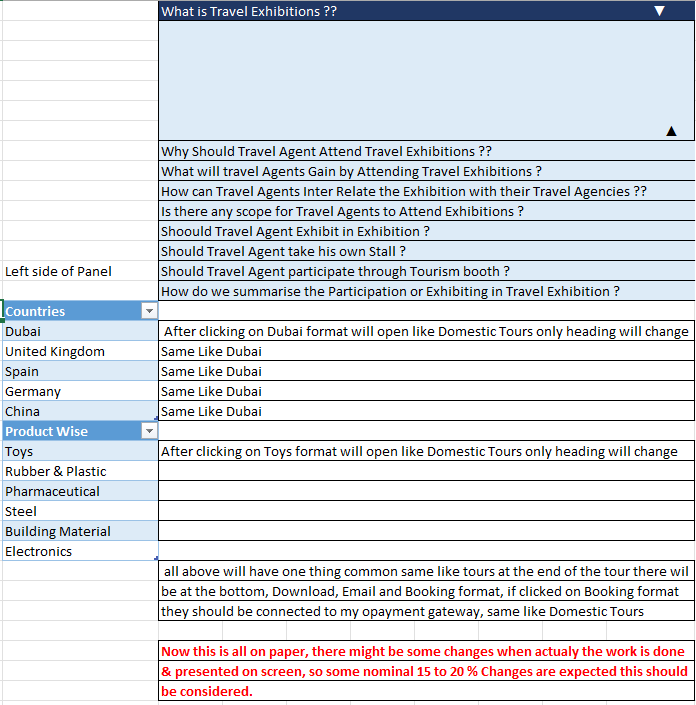 What is Travel Exhibitions ??
Why Should Travel Agent Attend Travel Exhibitions ??
What will travel Agents Gain by Attending Travel Exhibitions ?
How can Travel Agents Inter Relate the Exhibition with their Travel Agencies ??
Is there any scope for Travel Agents to Attend Exhibitions ?
Shoould Travel Agent Exhibit in Exhibition ?
Should Travel Agent take his own Stall ?
Left side of Panel Should Travel Agent participate through Tourism booth ?
How do we summarise the Participation or Exhibiting in Travel Exhibition ?
Countries
Dubai After clicking on Dubai format will open like Domestic Tours only heading will change
United Kingdom Same Like Dubai
Spain Same Like Dubai
Germany Same Like Dubai
China Same Like Dubai
Product Wise
Toys After clicking on Toys format will open like Domestic Tours only heading will change
Rubber & Plastic
Pharmaceutical
Steel
Building Material
Electronics
all above will have one thing common same like tours at the end of the tour there wil
be at the bottom, Download, Email and Booking format, if clicked on Booking format
they should be connected to my opayment gateway, same like Domestic Tours
Now this is all on paper, there might be some changes when actualy the work is done
& presented on screen, so some nominal 15 to 20 % Changes are expected this should
be considered.